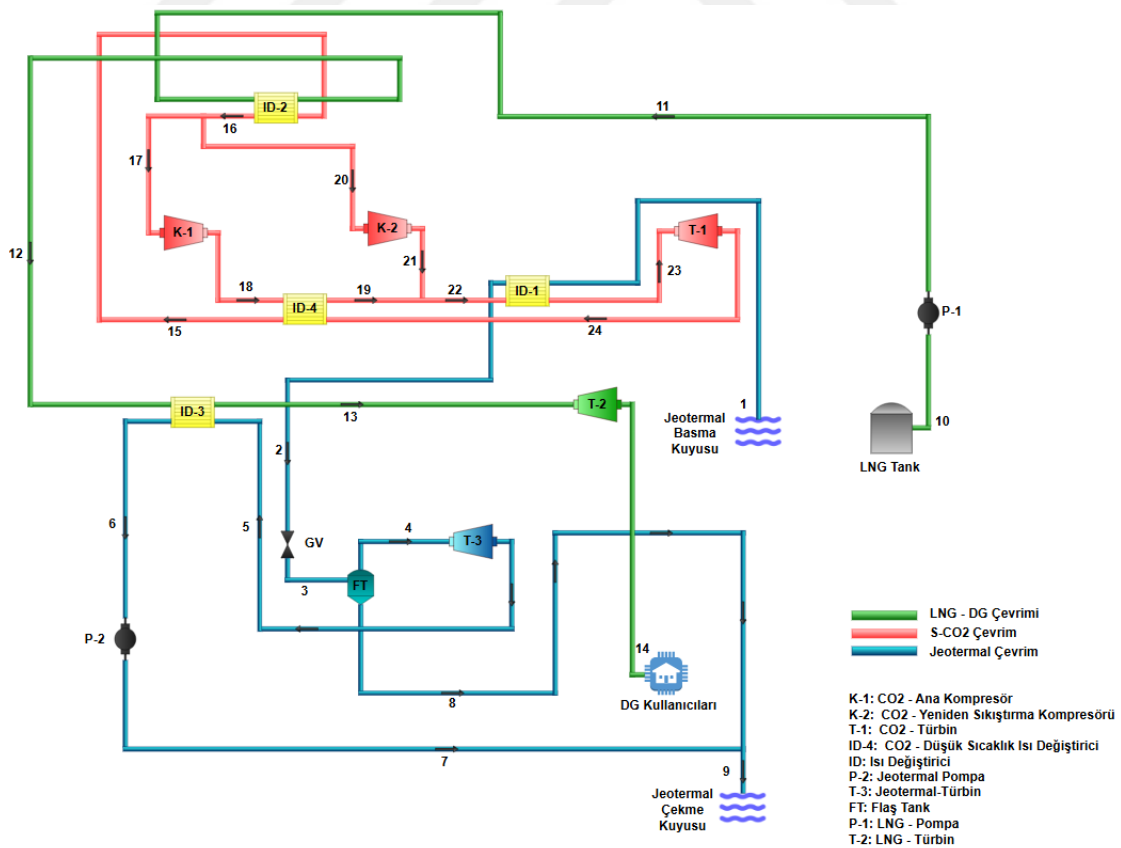 11
ID-2
16
17
20
K-1
K-2
T-1
12
21
23
18
19
22
ID-1
ID-4
15
24
P-1
ID-3
13
T-2
1
Jeotermal
Basma
Kuyusu
10
LNG Tank
2
6
5
GV
4
T-3
3
FT
P-2
14
DG Kullanıcıları
8
7
9
Jeotermal
Çekme
Kuyusu
LNG - DG Çevrimi
S-CO2 Çevrim
Jeotermal Çevrim
K-1: CO2 - Ana Kompresör
K-2: CO2 - Yeniden Sıkıştırma Kompresörü
T-1: CO2 - Türbin
ID-4: CO2 - Düşük Sıcaklık Isı Değiştirici
ID: Isı Değiştirici
P-2: Jeotermal Pompa
T-3: Jeotermal-Türbin
FT: Flaş Tank
P-1: LNG - Pompa
T-2: LNG - Türbin